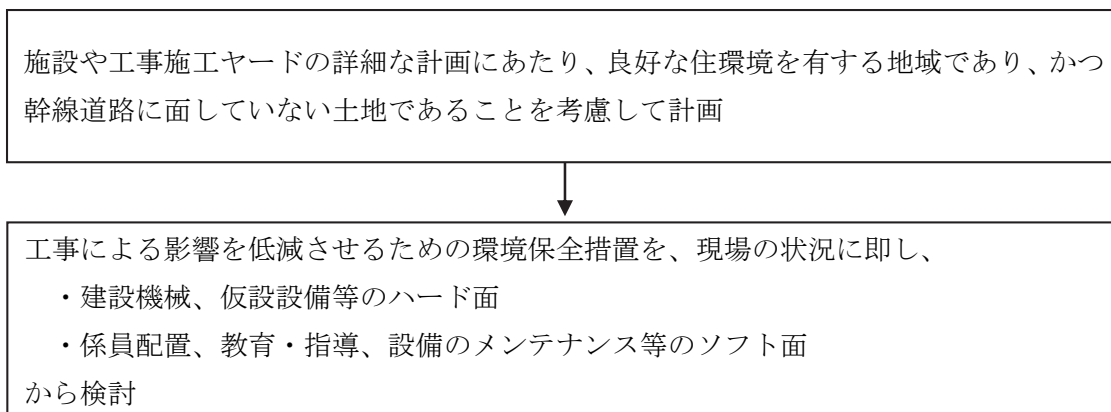 施設や工事施工ヤードの詳細な計画にあたり、良好な住環境を有する地域であり、かつ
幹線道路に面していない土地であることを考慮して計画
工事による影響を低減させるための環境保全措置を、現場の状況に即し、
・建設機械、仮設設備等のハード面
・係員配置、教育・指導、設備のメンテナンス等のソフト面
から検討